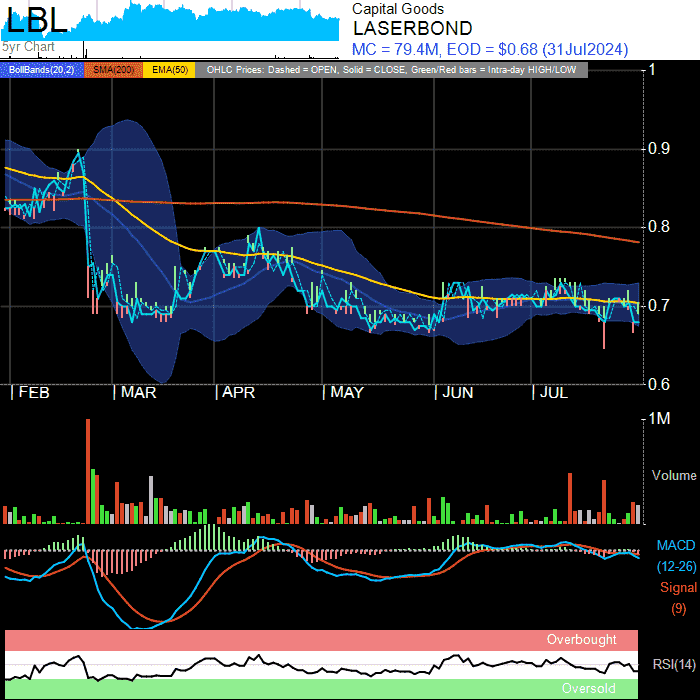 LBL
5yr Chart
Capital Goods
LASERBOND
MC = 79.4M, EOD = $0.68 (31Jul2024)
BollBands(20,2) SMA(200) EMA(50) OHLC Prices: Dashed = OPEN, Solid = CLOSE, Green/Red bars = Intra-day HIGH/LOW
1
0.9
0.8
0.7
0.6
FEB MAR APR MAY JUN JUL
1M
Volume
MACD
(12-26)
Signal
(9)
Overbought
RSI(14)
Oversold